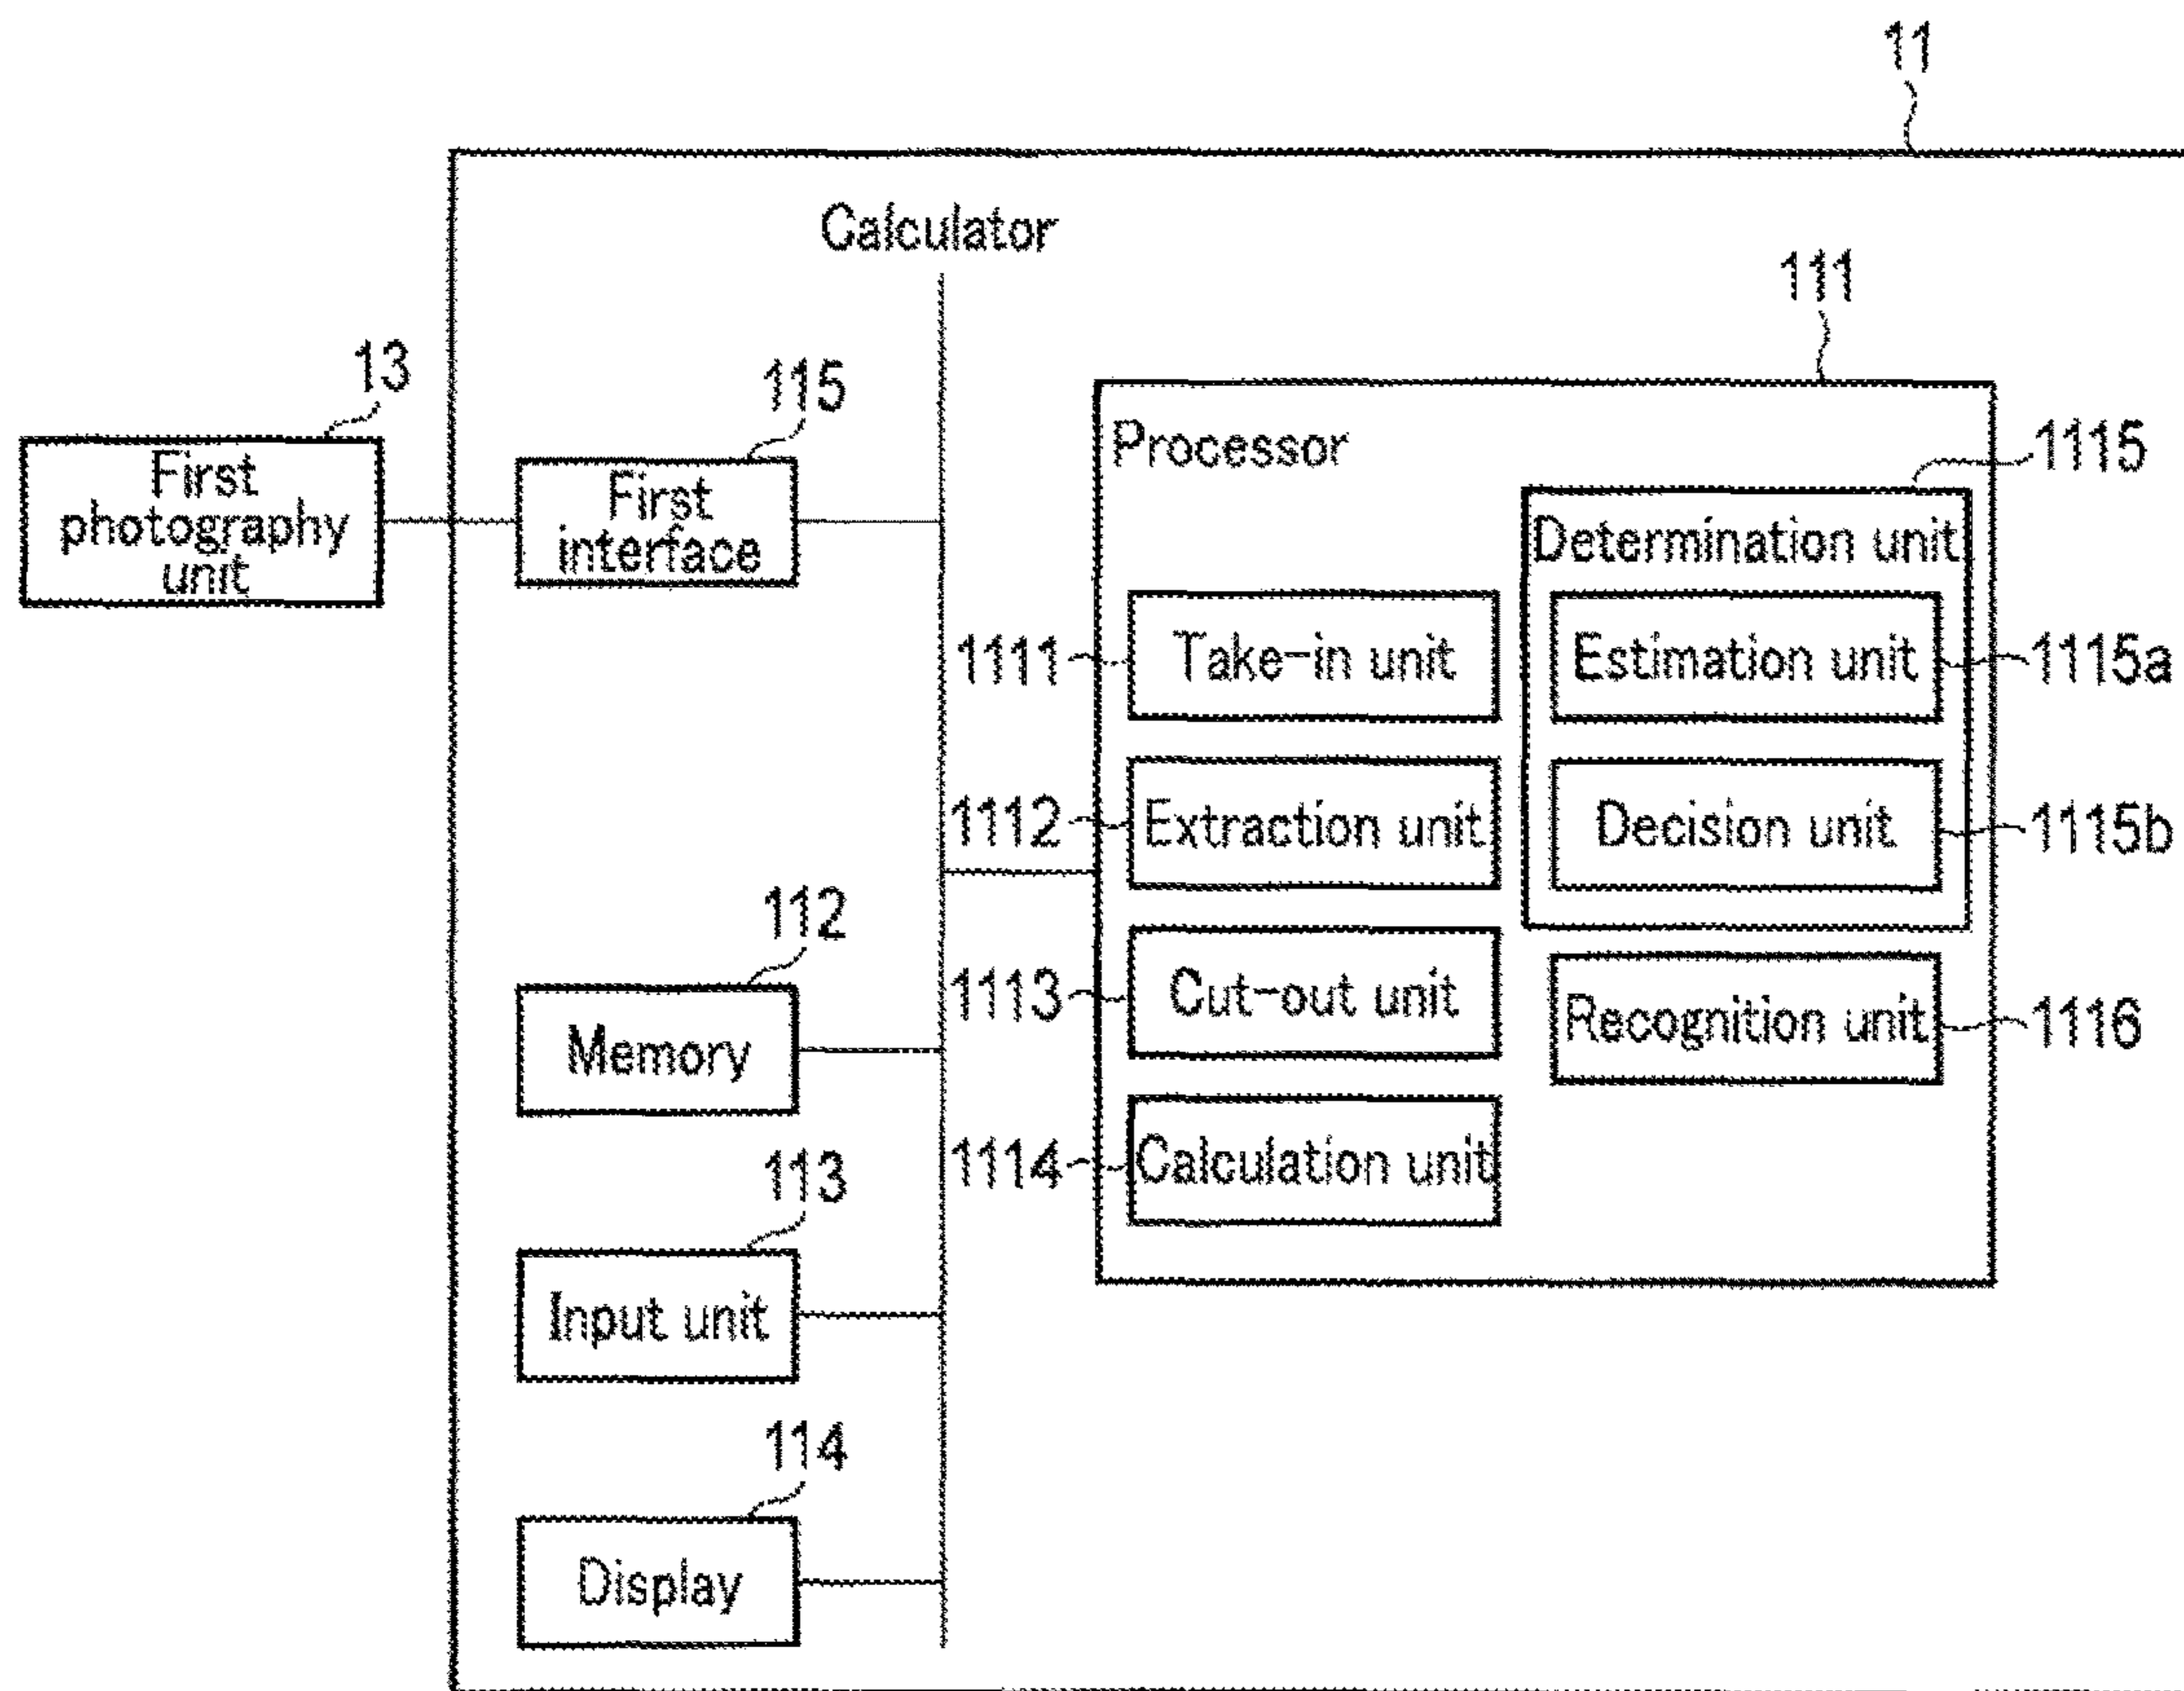 11
Calculator
111
13
115
First
photography
unit
First
interface
Processor
1115
Determination unit
1111
Take-in unit
Estimation unit
1115a
1112
Extraction unit
Decision unit
1115b
112
Memory
1113
Cut-out unit
Recognition unit
1116
1114
Calculation unit
113
Input unit
114
Display